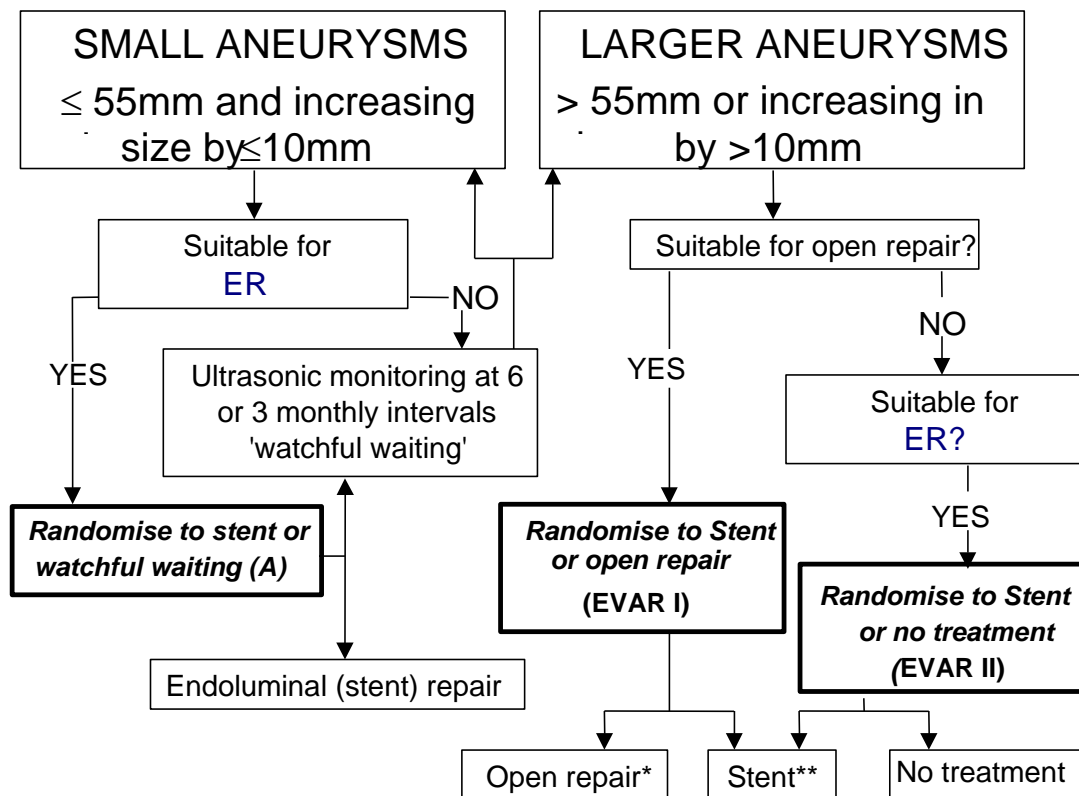 SMALL ANEURYSMS
≤ 55mm and increasing
size by≤10mm
LARGER ANEURYSMS
> 55mm or increasing in
by >10mm
Suitable for
ER
NO
YES
Ultrasonic monitoring at 6
or 3 monthly intervals
'watchful waiting'
Randomise to stent or
watchful waiting (A)
Endoluminal (stent) repair
Suitable for open repair?
YES
NO
Suitable for
ER?
YES
Randomise to Stent
or open repair
(EVAR I)
Randomise to Stent
or no treatment
(EVAR II)
Open repair*
Stent**
No treatment